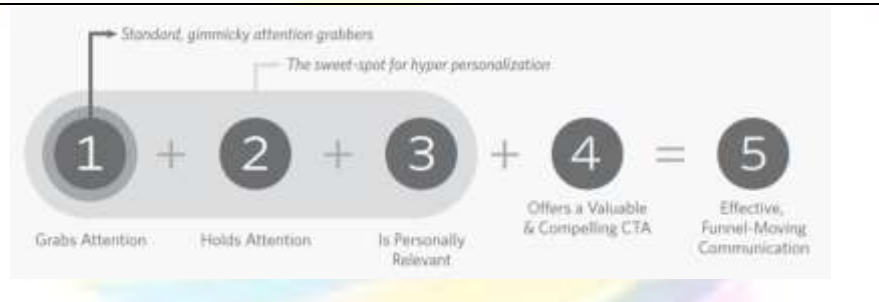 Standard, gimmicky attention grabbers
The sweet-spot for hyper personalization
1 + 2 + 3 + 4 = 5
Grabs Attention
Holds Attention
Is Personally
Relevant
Offers a Valuable
& Compelling CTA
Effective,
Funnel-Moving
Communication